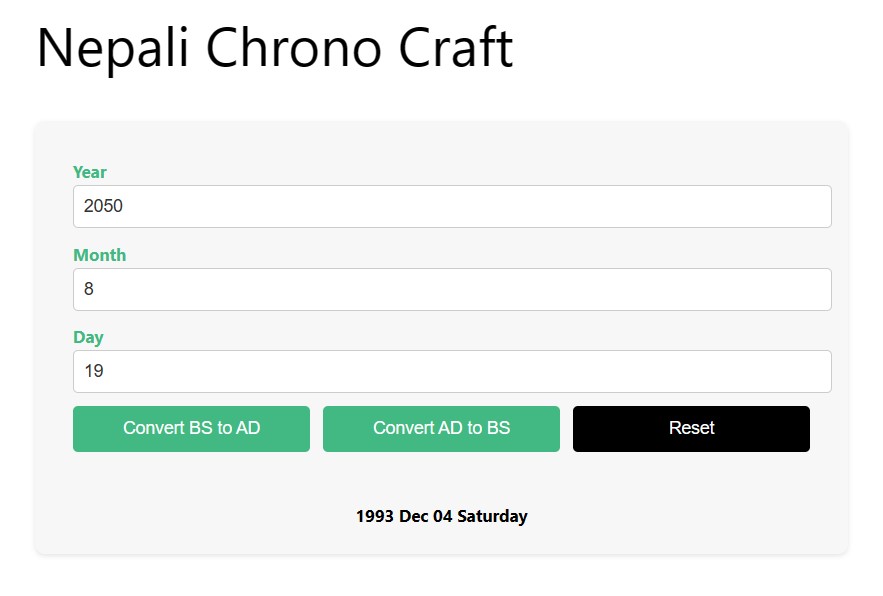 Nepali Chrono Craft
Year
2050
Month
8
Day
19
Convert BS to AD Convert AD to BS Reset
1993 Dec 04 Saturday